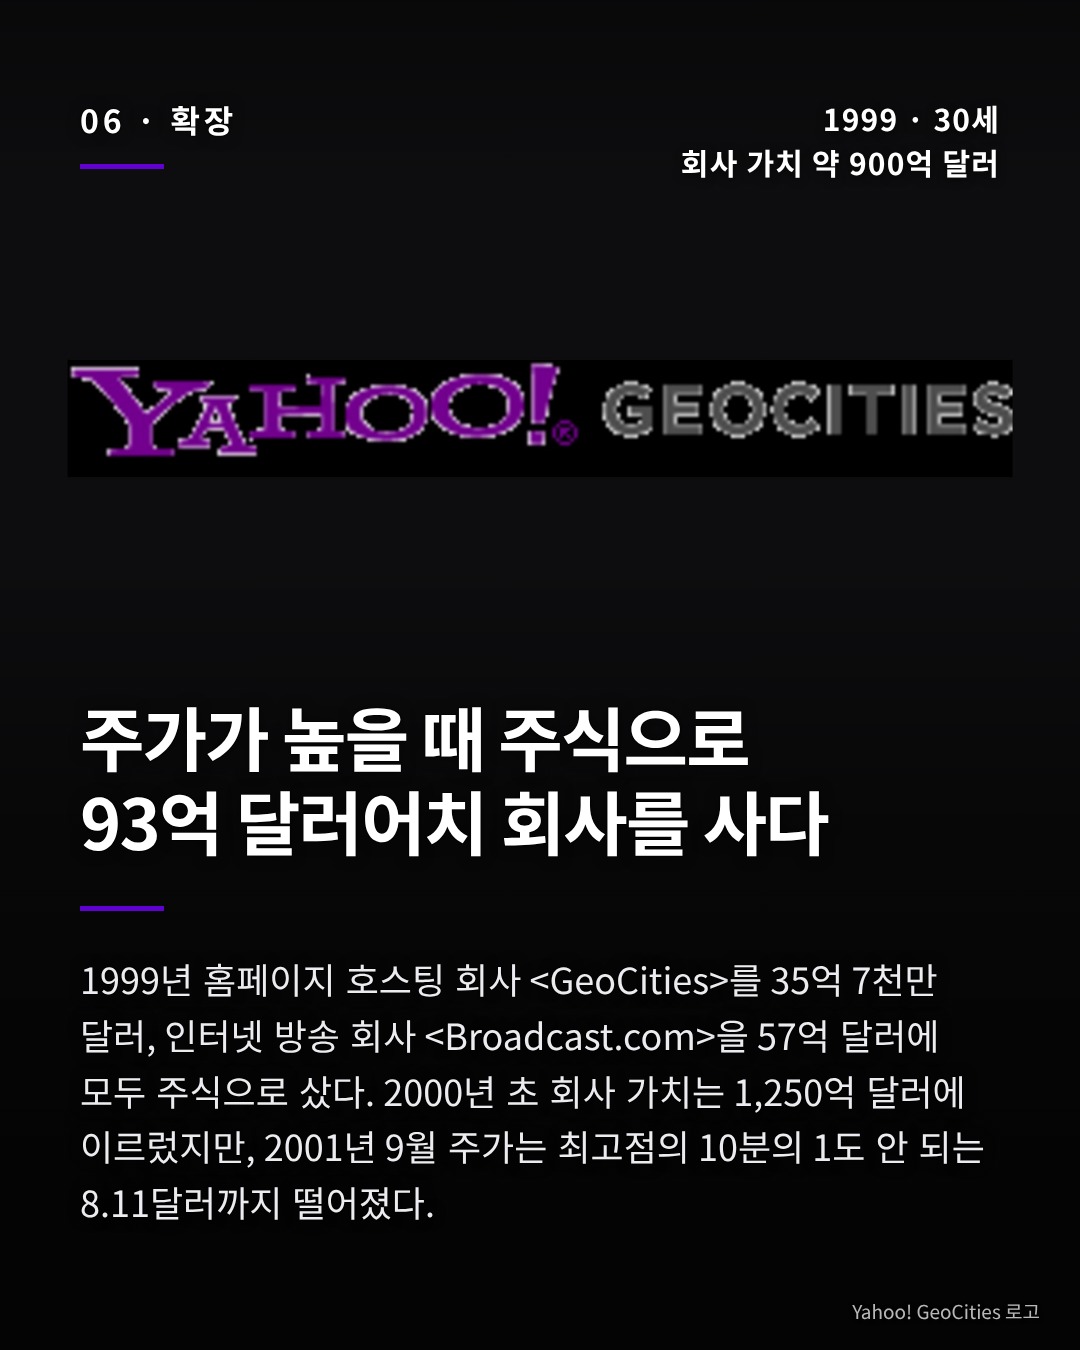 06 · 확장
1999 · 30세
회사 가치 약 900억 달러
YAHOO!® GEOCITIES
주가가 높을 때 주식으로
93억 달러어치 회사를 사다
1999년 홈페이지 호스팅 회사 <GeoCities>를 35억 7천만
달러, 인터넷 방송 회사 <Broadcast.com>을 57억 달러에
모두 주식으로 샀다. 2000년 초 회사 가치는 1,250억 달러에
이르렀지만, 2001년 9월 주가는 최고점의 10분의 1도 안 되는
8.11달러까지 떨어졌다.
Yahoo! GeoCities 로고